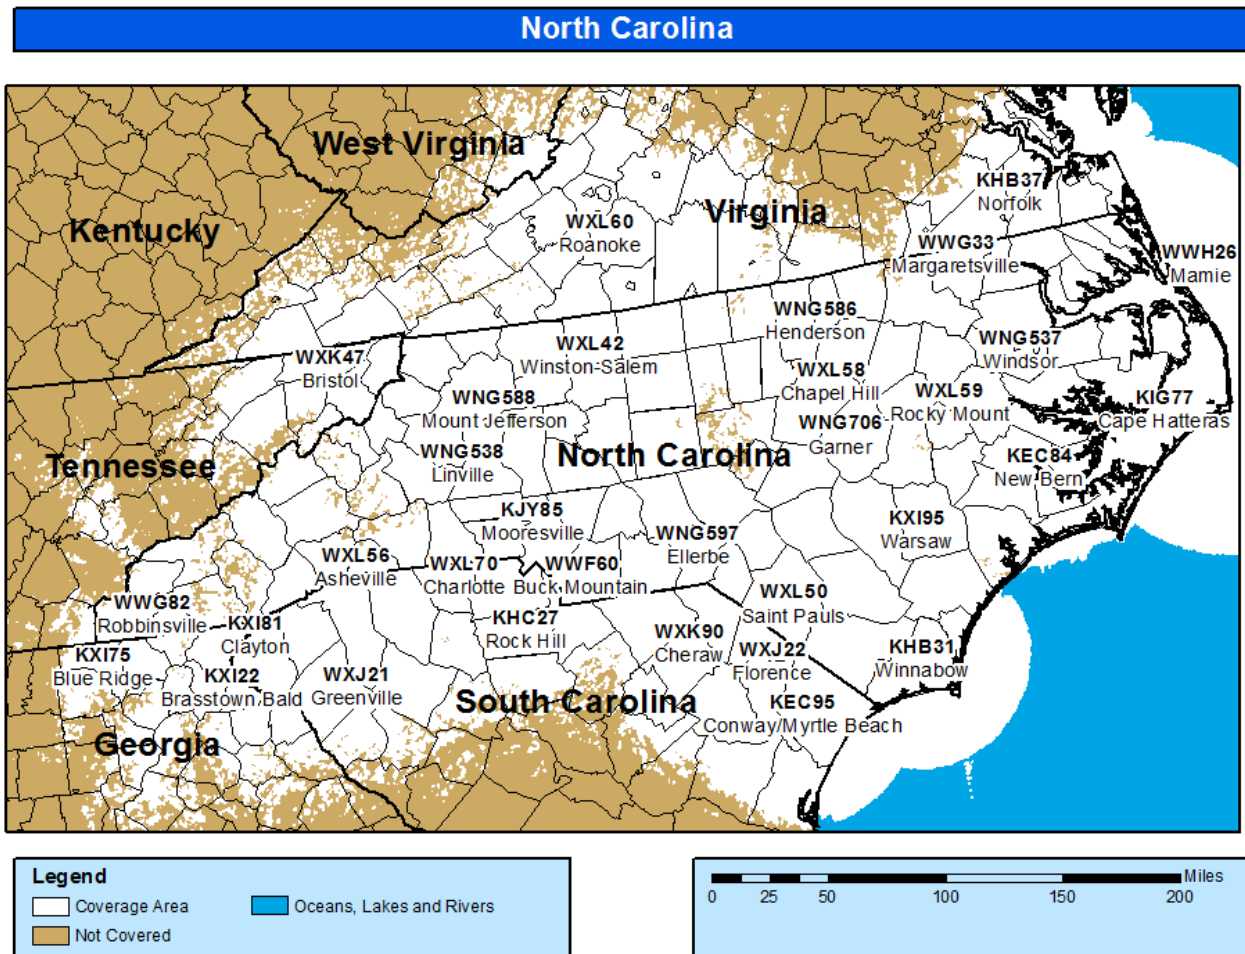 North Carolina
West Virginia
Kentucky
Virginia
KHB37
Norfolk
WXL60
Roanoke
WWG33
Margaretsville
WWH26
Mamie
WNG586
Henderson
WXK47
Bristol
WXL42
Winston-Salem
WNG537
Windsor
WXL58
Chapel Hill
WXL59
Rocky Mount
WNG588
Mount Jefferson
KIG77
Cape Hatteras
WNG706
Garner
WNG538
Linville
North Carolina
Tennessee
KEC84
New Bern
KJY85
Mooresville
KXI95
Warsaw
WNG597
Ellerbe
WXL56
Asheville
WXL70
Charlotte
WWF60
Buck Mountain
WXL50
Saint Pauls
WWG82
Robbinsville
KXI81
Clayton
KHC27
Rock Hill
WXK90
Cheraw
WXJ22
Florence
KHB31
Winnabow
KXI75
Blue Ridge
KXI22
Brasstown Bald
WXJ21
Greenville
South Carolina
KEC95
Conway/Myrtle Beach
Georgia
Legend
Coverage Area
Oceans, Lakes and Rivers
Not Covered
Miles
0 25 50 100 150 200